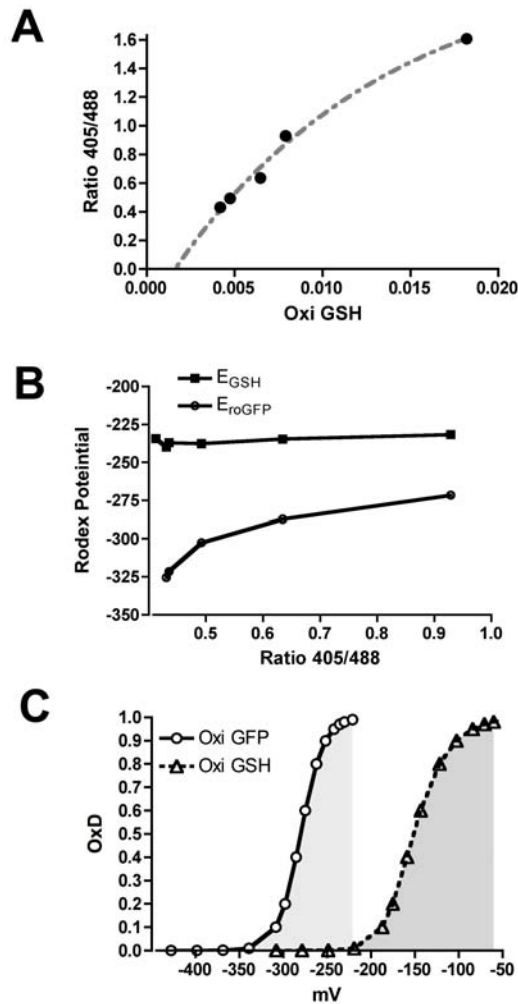 A
Ratio 405/488
1.6
1.4
1.2
1.0
0.8
0.6
0.4
0.2
0.0
0.000 0.005 0.010 0.015 0.020
Oxi GSH
B
E_GSH
E_roGFP
Rodex Poteintial
-200
-225
-250
-275
-300
-325
-350
0.5 0.6 0.7 0.8 0.9 1.0
Ratio 405/488
C
Oxi GFP
Oxi GSH
OxD
1.0
0.9
0.8
0.7
0.6
0.5
0.4
0.3
0.2
0.1
0.0
-400 -350 -300 -250 -200 -150 -100 -50
mV